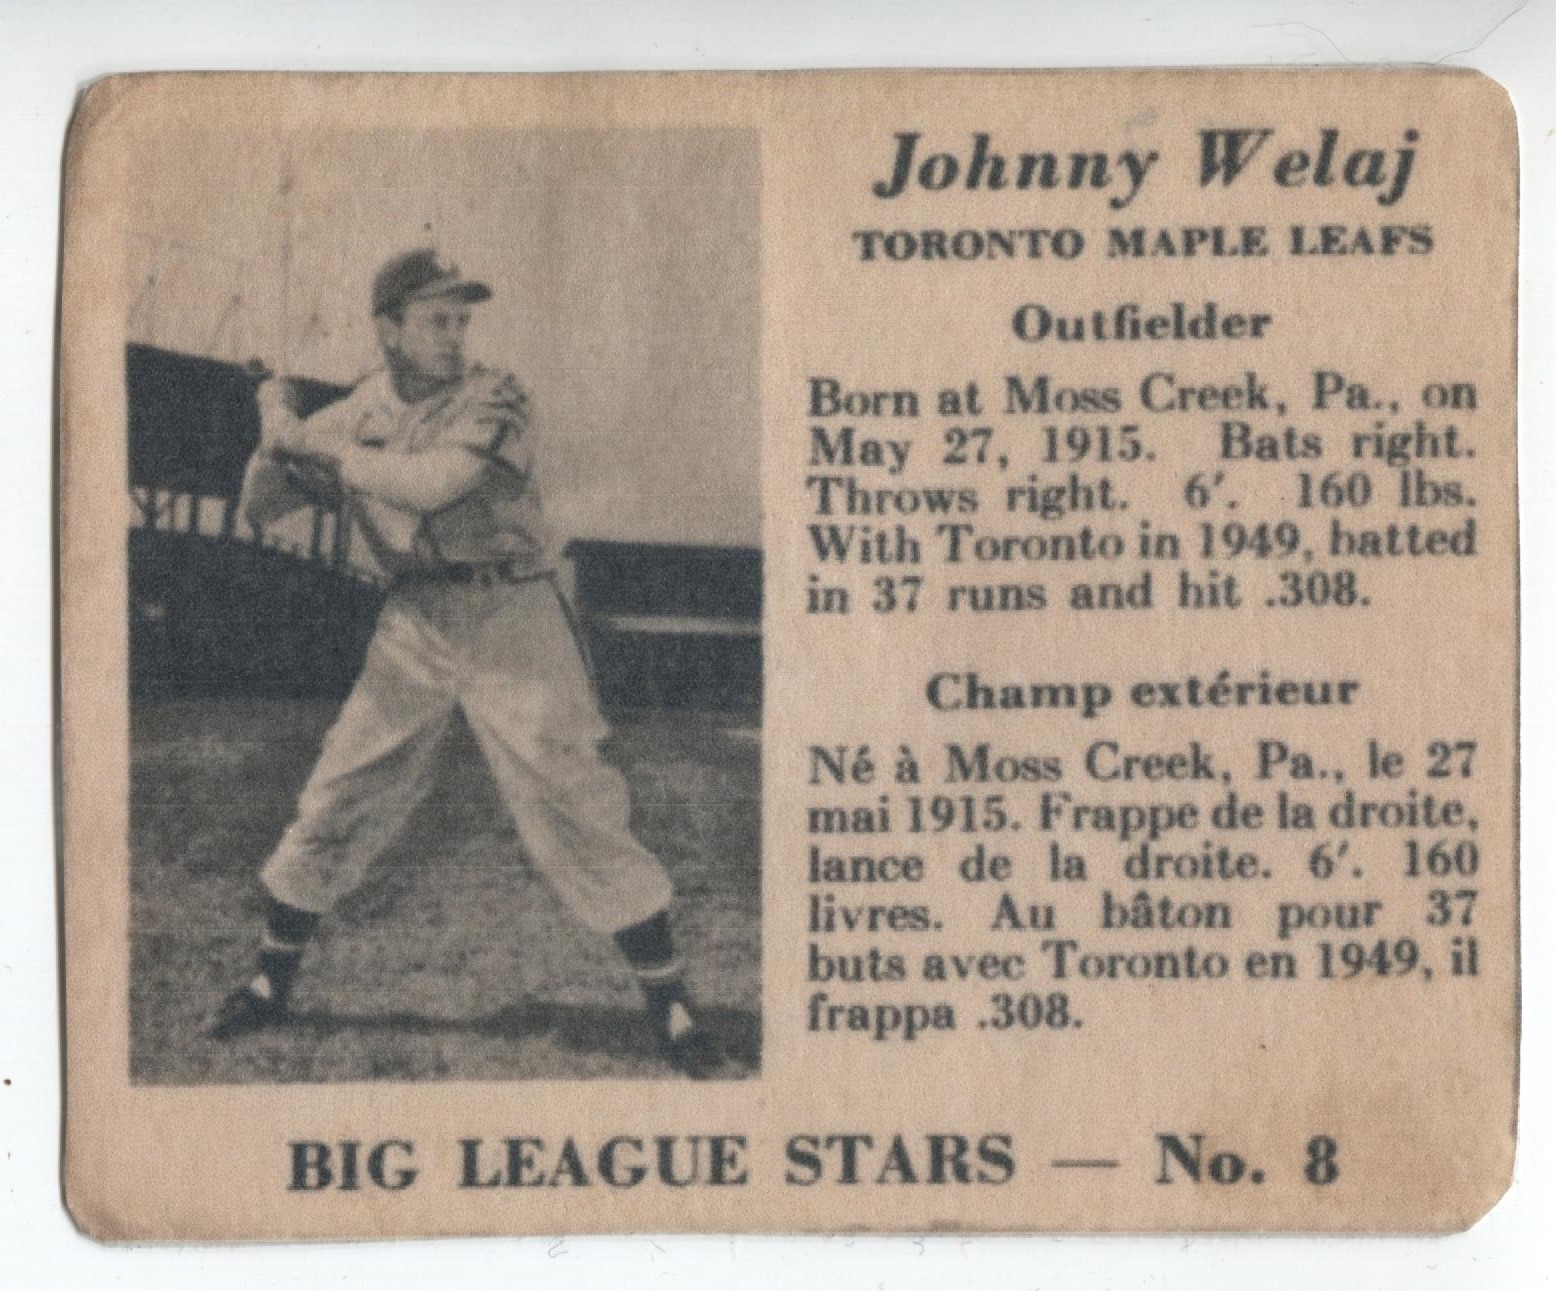 Johnny Welaj
TORONTO MAPLE LEAFS
Outfielder
Born at Moss Creek, Pa., on
May 27, 1915. Bats right.
Throws right. 6'. 160 lbs.
With Toronto in 1949, batted
in 37 runs and hit .308.
Champ extérieur
Né à Moss Creek, Pa., le 27
mai 1915. Frappe de la droite,
lance de la droite. 6'. 160
livres. Au bâton pour 37
buts avec Toronto en 1949, il
frappa .308.
BIG LEAGUE STARS — No. 8